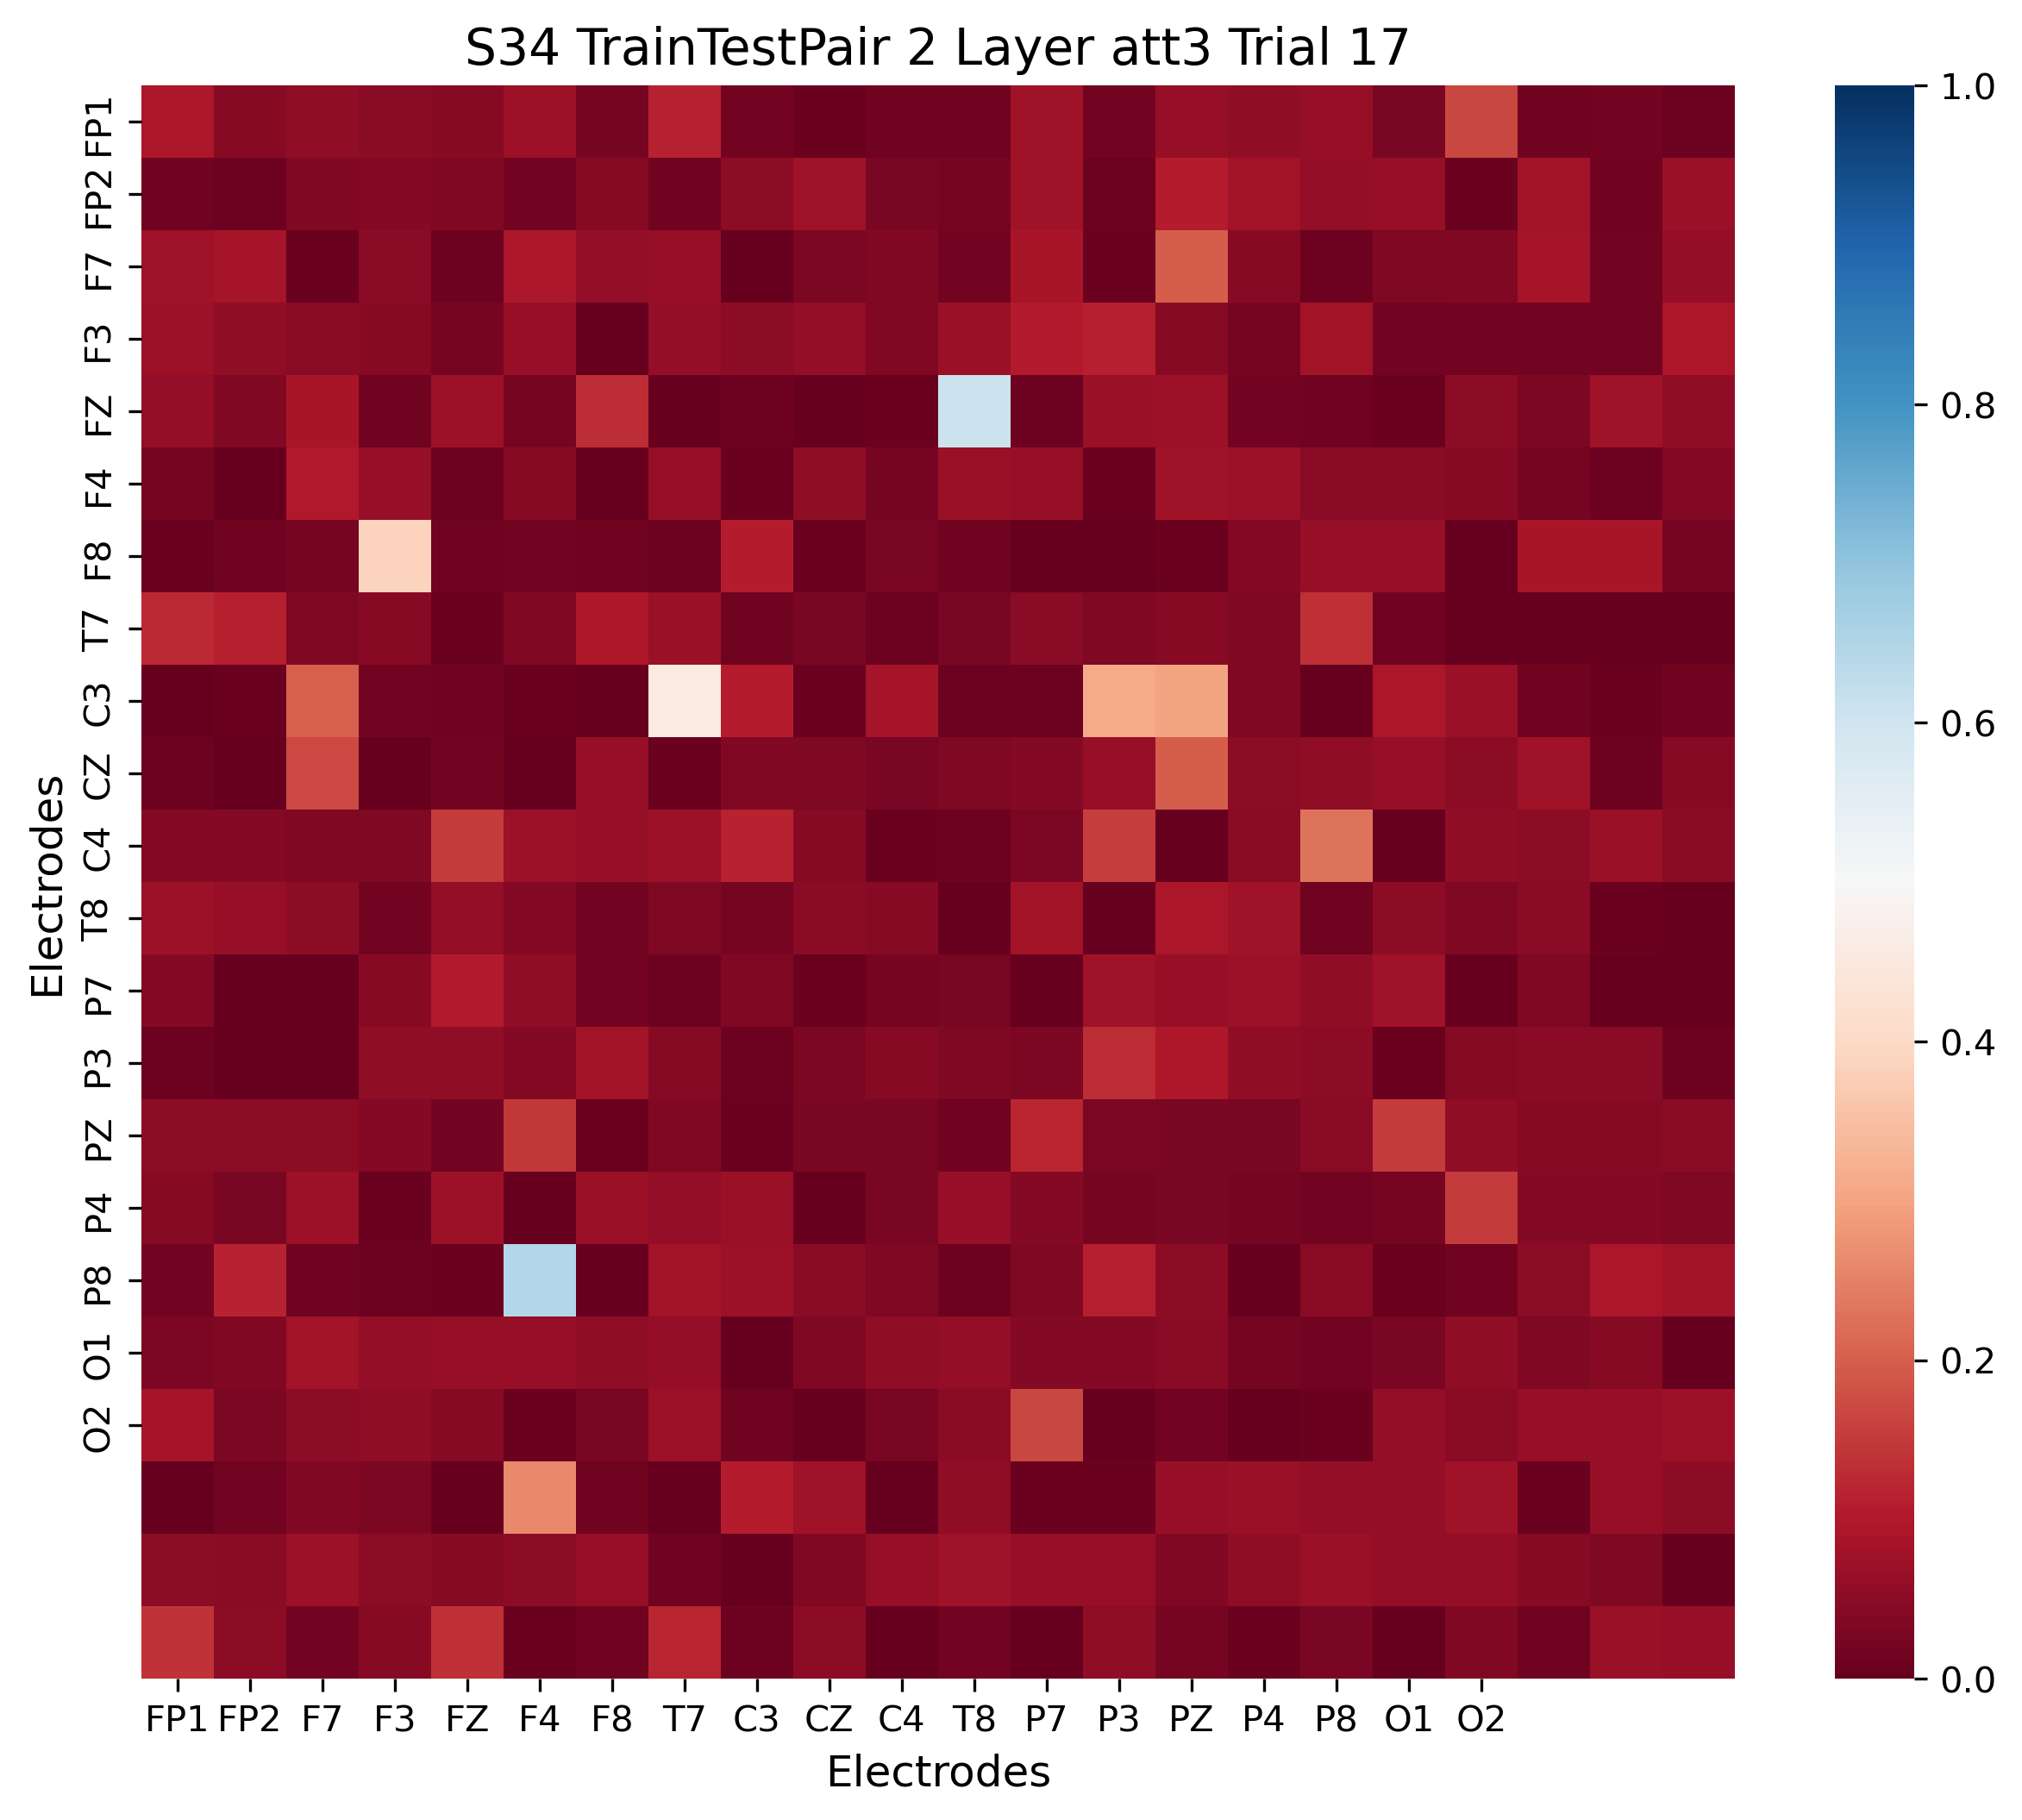 S34 TrainTestPair 2 Layer att3 Trial 17
Electrodes
FP1
FP2
F7
F3
FZ
F4
F8
T7
C3
CZ
C4
T8
P7
P3
PZ
P4
P8
O1
O2
FP1 FP2 F7 F3 FZ F4 F8 T7 C3 CZ C4 T8 P7 P3 PZ P4 P8 O1 O2
Electrodes
1.0
0.8
0.6
0.4
0.2
0.0